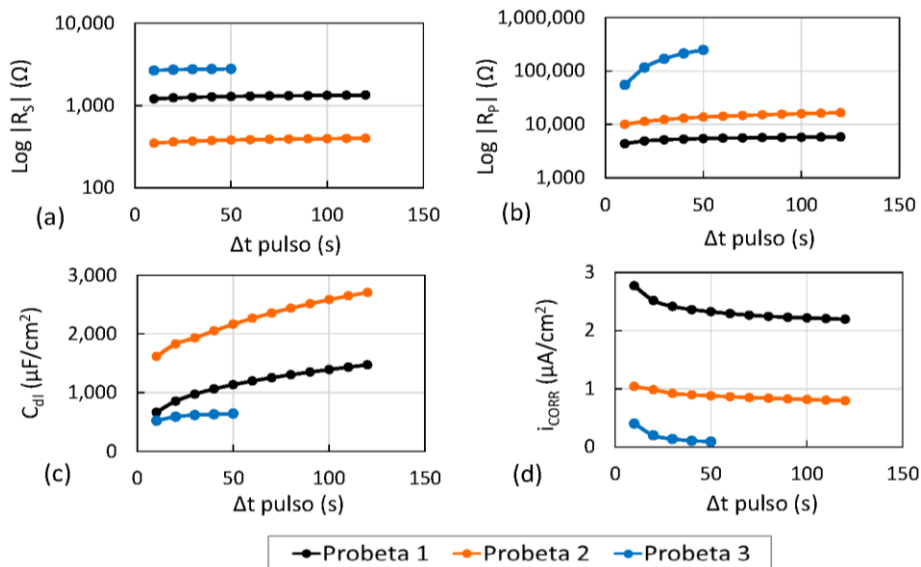 10,000
1,000
100
Log |R_S| (Ω)
0 50 100 150
(a)
Δt pulso (s)
1,000,000
100,000
10,000
1,000
Log |R_P| (Ω)
0 50 100 150
(b)
Δt pulso (s)
3,000
2,000
1,000
0
C_dl (µF/cm²)
0 50 100 150
(c)
Δt pulso (s)
3
2
1
0
i_CORR (µA/cm²)
0 50 100 150
(d)
Δt pulso (s)
Probeta 1 Probeta 2 Probeta 3